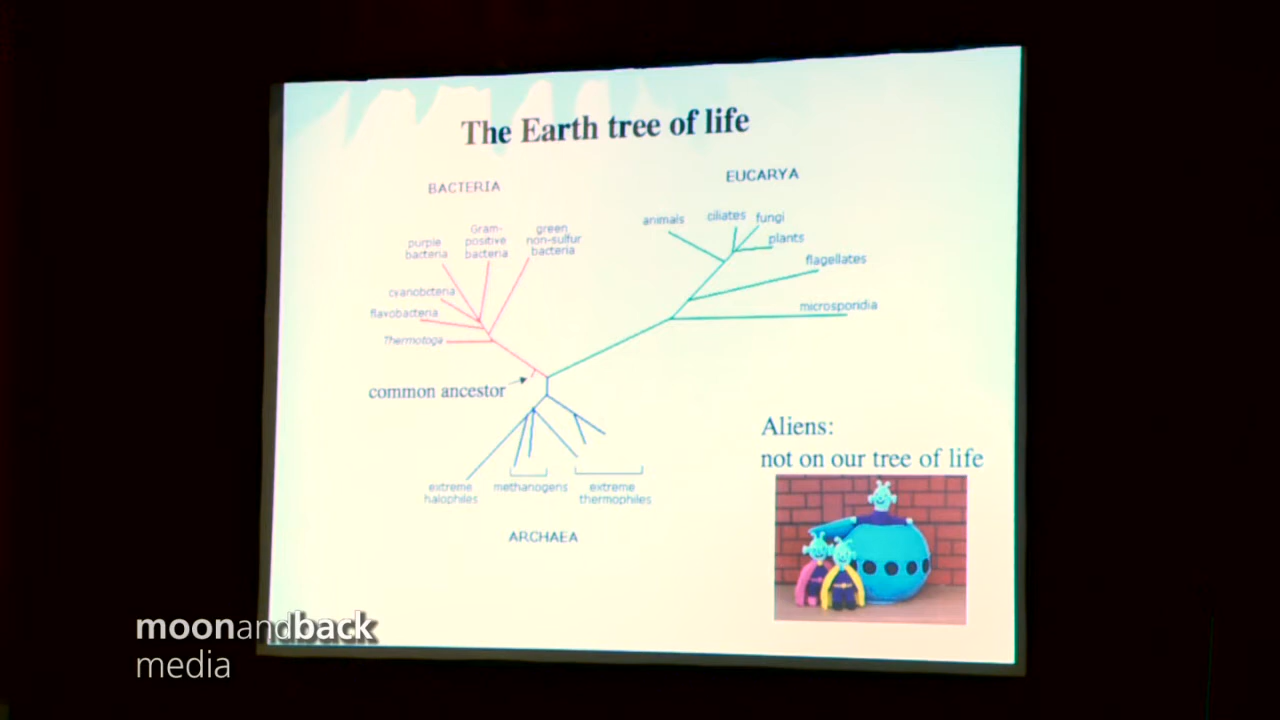 The Earth tree of life
BACTERIA
EUCARYA
purple
bacteria
Gram-
positive
bacteria
green
non-sulfur
bacteria
cyanobcteria
flavobacteria
Thermotoga
animals
ciliates
fungi
plants
flagellates
microsporidia
common ancestor
extreme
halophiles
methanogens
extreme
thermophiles
ARCHAEA
Aliens:
not on our tree of life
moonandback
media